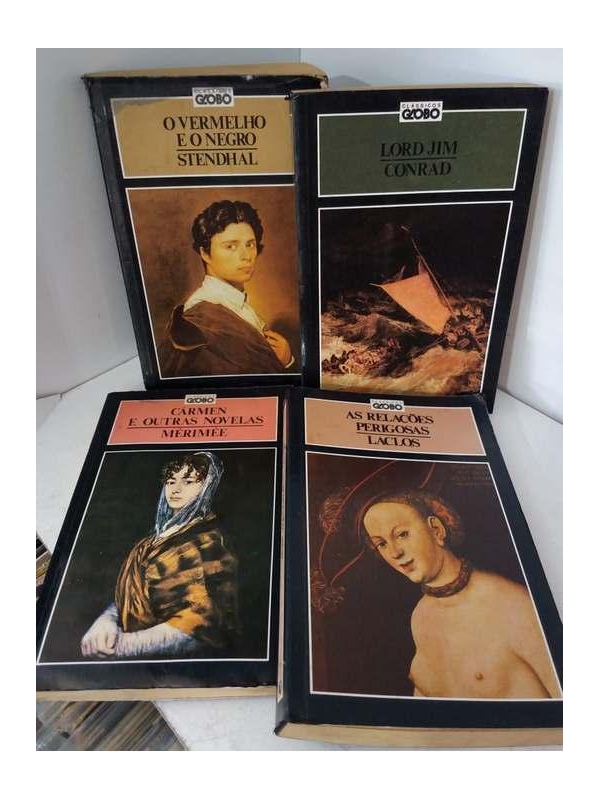 CLÁSSICOS
GLOBO
O VERMELHO
E O NEGRO
STENDHAL
CLÁSSICOS
GLOBO
LORD JIM
CONRAD
GLOBO
CÁRMEN
E OUTRAS NOVELAS
MÉRIMÉE
GLOBO
AS RELAÇÕES
PERIGOSAS
LACLOS